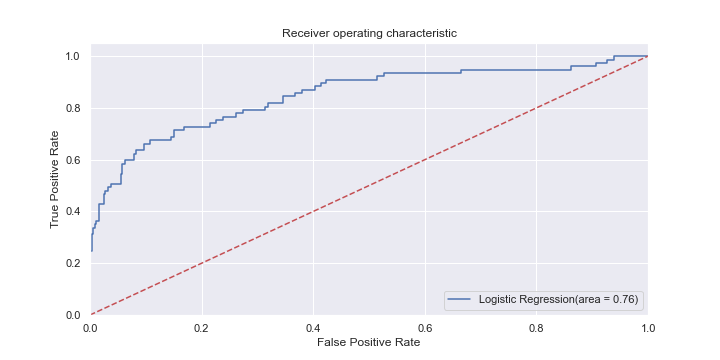 Receiver operating characteristic
1.0
0.8
0.6
0.4
0.2
0.0
True Positive Rate
Logistic Regression(area = 0.76)
0.0 0.2 0.4 0.6 0.8 1.0
False Positive Rate